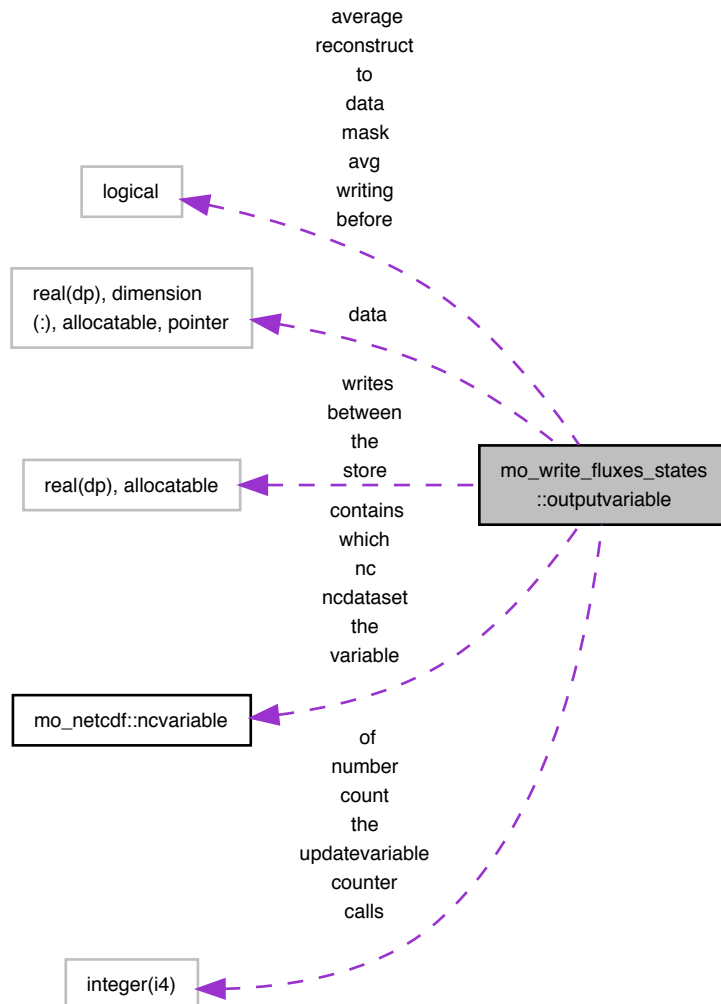 average
reconstruct
to
data
mask
avg
writing
before
logical
real(dp), dimension
(:), allocatable, pointer
data
writes
between
the
store
real(dp), allocatable
mo_write_fluxes_states
::outputvariable
contains
which
nc
ncdataset
the
variable
mo_netcdf::ncvariable
of
number
count
the
updatevariable
counter
calls
integer(i4)